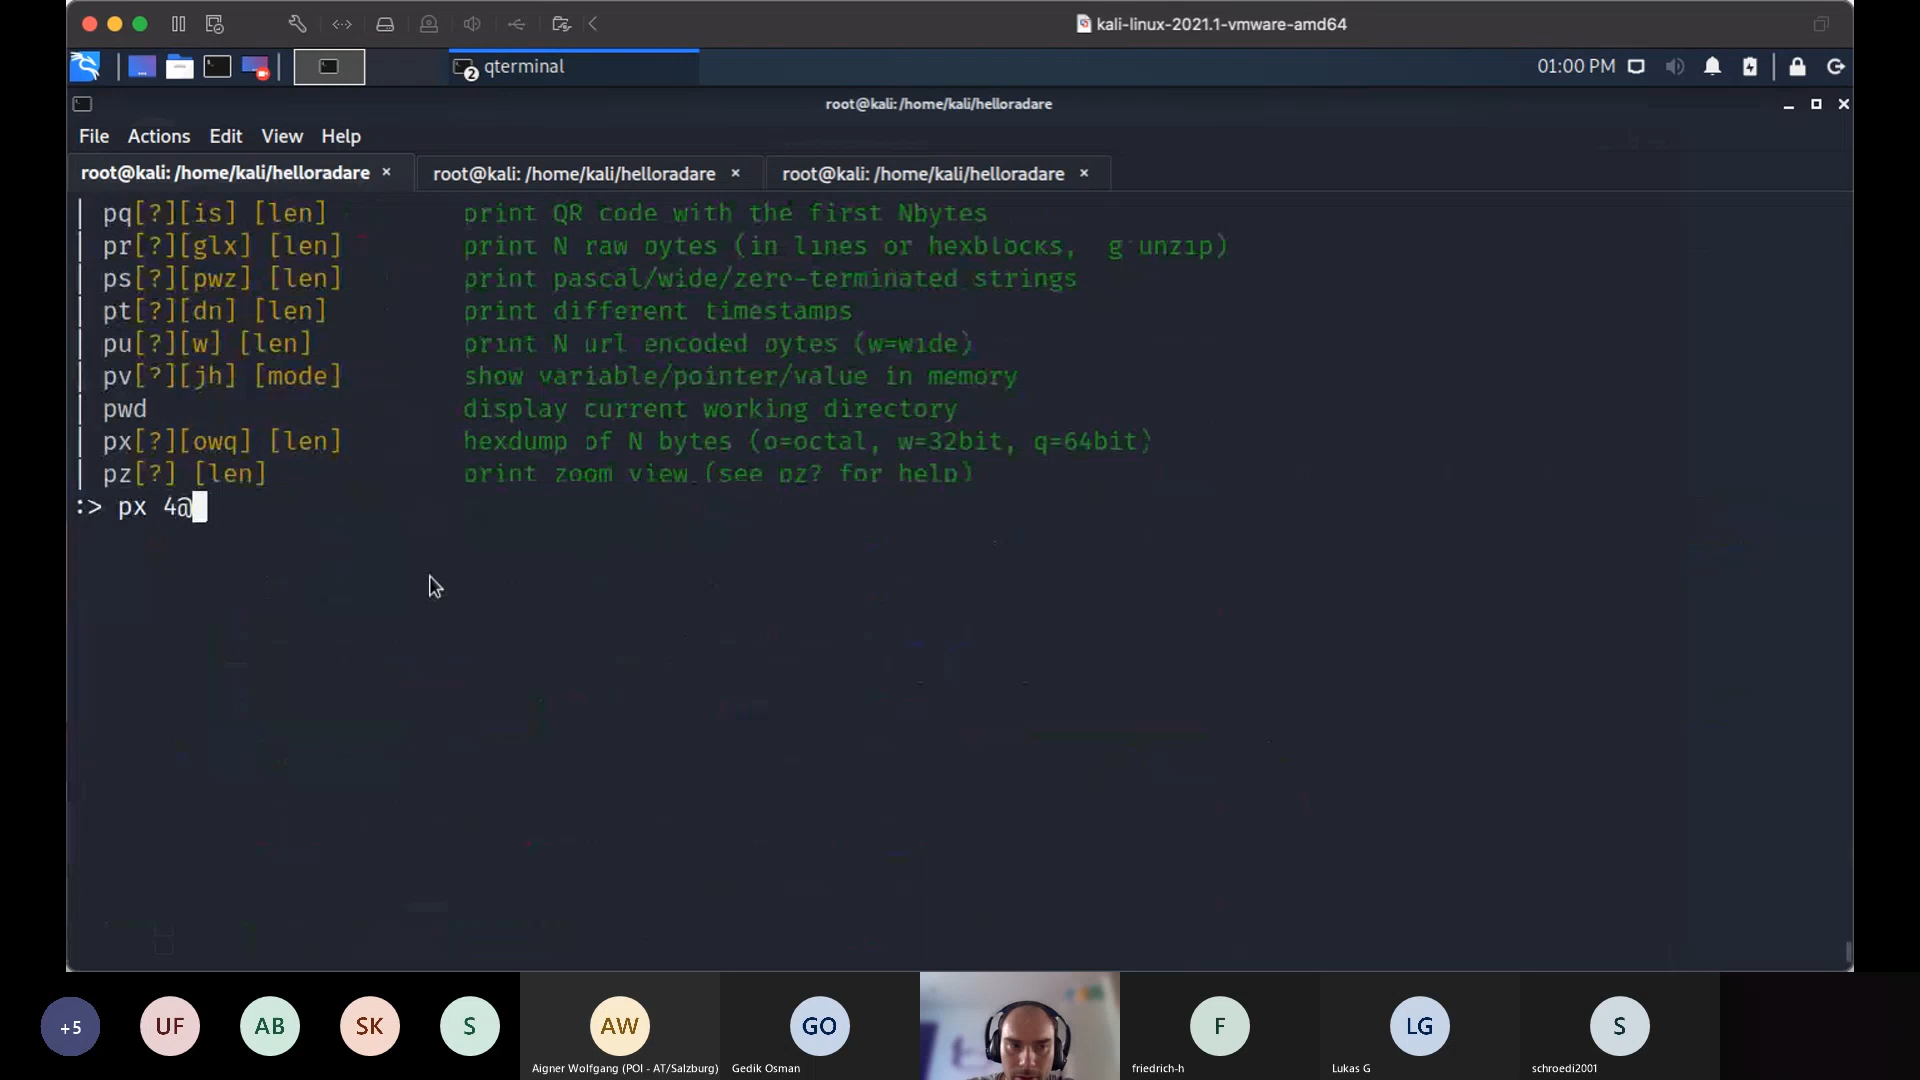 kali-linux-2021.1-vmware-amd64
2 qterminal
01:00 PM
root@kali: /home/kali/helloradare
File Actions Edit View Help
root@kali: /home/kali/helloradare × root@kali: /home/kali/helloradare × root@kali: /home/kali/helloradare ×
| pq[?][is] [len] print QR code with the first Nbytes
| pr[?][glx] [len] print N raw bytes (in lines or hexblocks, 'g'unzip)
| ps[?][pwz] [len] print pascal/wide/zero-terminated strings
| pt[?][dn] [len] print different timestamps
| pu[?][w] [len] print N url encoded bytes (w=wide)
| pv[?][jh] [mode] show variable/pointer/value in memory
| pwd display current working directory
| px[?][owq] [len] hexdump of N bytes (o=octal, w=32bit, q=64bit)
| pz[?] [len] print zoom view (see pz? for help)
:> px 4@
+5 UF AB SK S AW GO F LG S
Aigner Wolfgang (POI - AT/Salzburg) Gedik Osman friedrich-h Lukas G schroedi2001